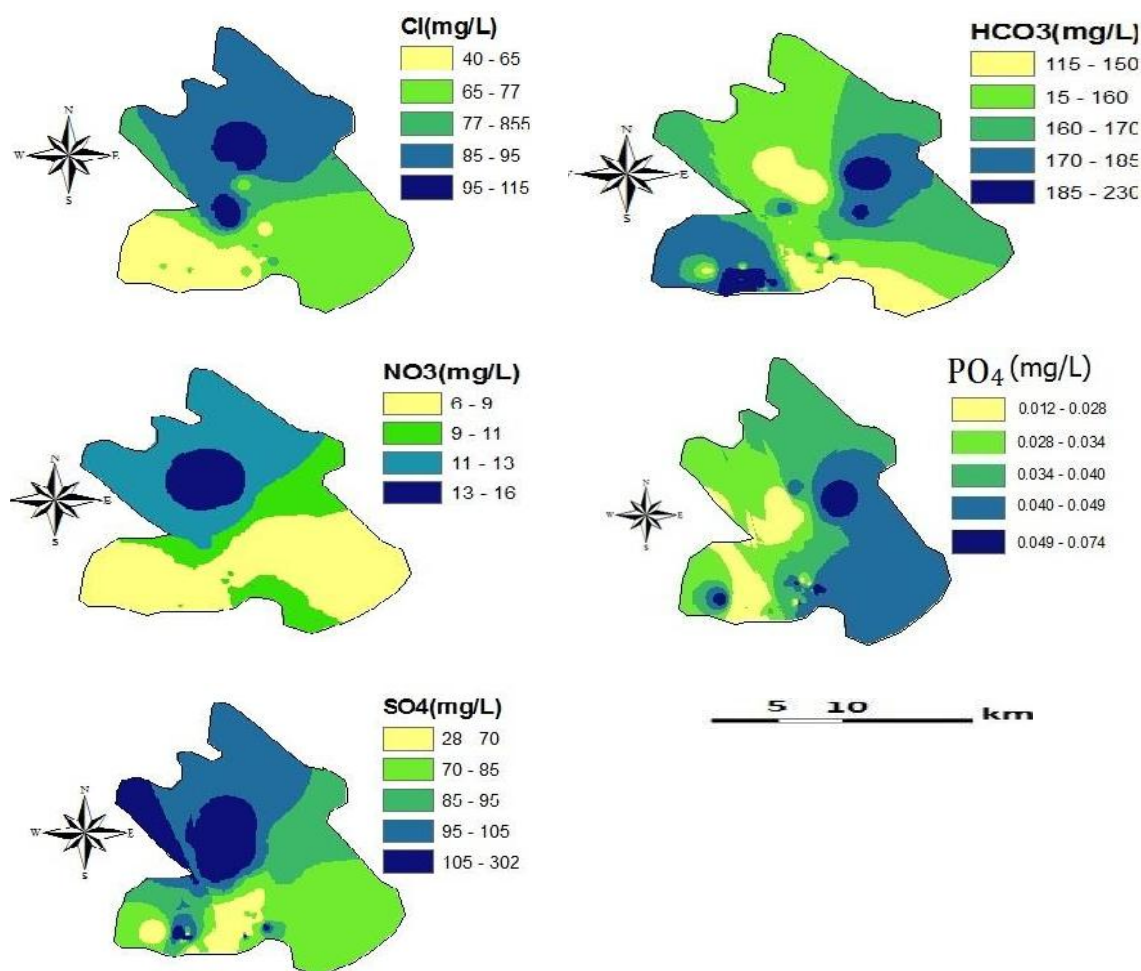 Cl(mg/L)
40 - 65
65 - 77
77 - 855
85 - 95
95 - 115
N
W E
S
HCO3(mg/L)
115 - 150
15 - 160
160 - 170
170 - 185
185 - 230
N
E
S
NO3(mg/L)
6 - 9
9 - 11
11 - 13
13 - 16
N
W E
S
PO4 (mg/L)
0.012 - 0.028
0.028 - 0.034
0.034 - 0.040
0.040 - 0.049
0.049 - 0.074
N
W E
S
SO4(mg/L)
28 70
70 - 85
85 - 95
95 - 105
105 - 302
N
W E
S
5 10 km